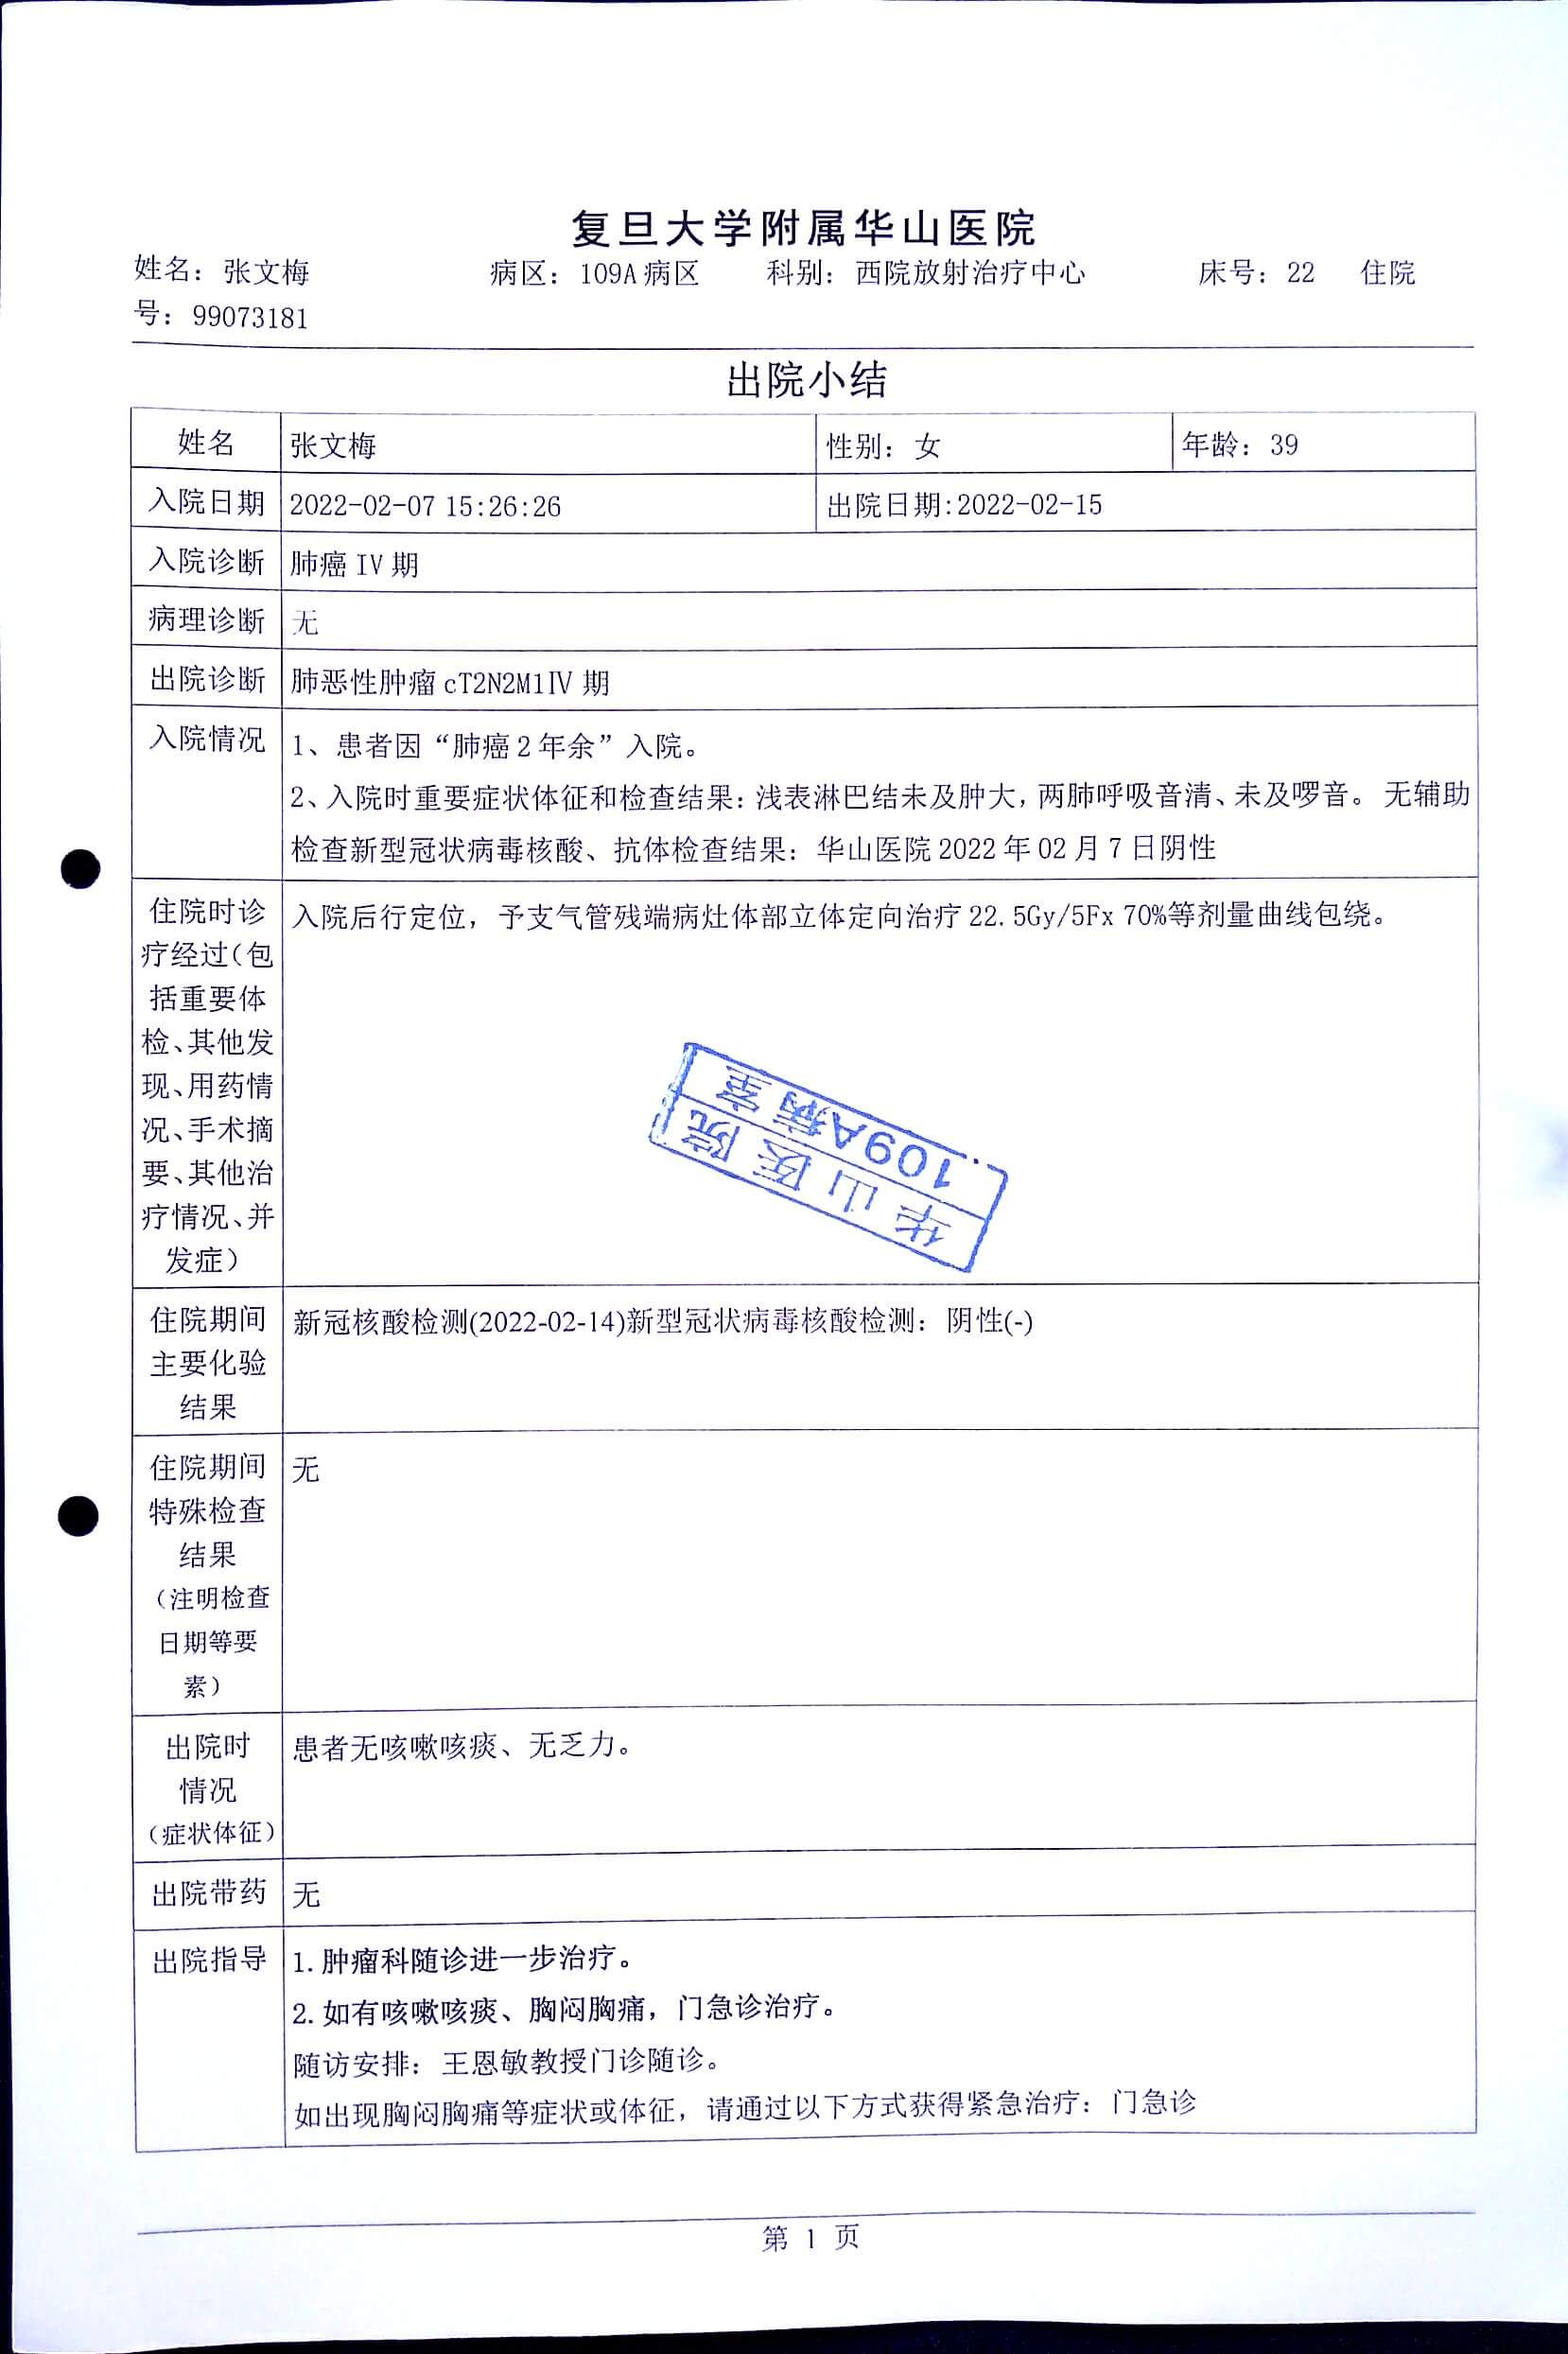 复旦大学附属华山医院
姓名：张文梅 病区：109A病区 科别：西院放射治疗中心 床号：22 住院
号：99073181
出院小结
姓名 张文梅 性别：女 年龄：39
入院日期 2022-02-07 15:26:26 出院日期:2022-02-15
入院诊断 肺癌 IV 期
病理诊断 无
出院诊断 肺恶性肿瘤 cT2N2M1Ⅳ 期
入院情况 1、患者因“肺癌 2 年余”入院。
2、入院时重要症状体征和检查结果：浅表淋巴结未及肿大，两肺呼吸音清、未及啰音。 无辅助
检查新型冠状病毒核酸、抗体检查结果：华山医院 2022 年 02 月 7 日阴性
住院时诊 入院后行定位，予支气管残端病灶体部立体定向治疗 22.5Gy/5Fx 70%等剂量曲线包绕。
疗经过（包
括重要体
检、其他发
现、用药情
况、手术摘
要、其他治
疗情况、并
发症）
华山医院
109A病室
住院期间 新冠核酸检测(2022-02-14)新型冠状病毒核酸检测：阴性(-)
主要化验
结果
住院期间 无
特殊检查
结果
（注明检查
日期等要
素）
出院时 患者无咳嗽咳痰、无乏力。
情况
（症状体征）
出院带药 无
出院指导 1.肿瘤科随诊进一步治疗。
2.如有咳嗽咳痰、胸闷胸痛，门急诊治疗。
随访安排：王恩敏教授门诊随诊。
如出现胸闷胸痛等症状或体征，请通过以下方式获得紧急治疗：门急诊
第 1 页